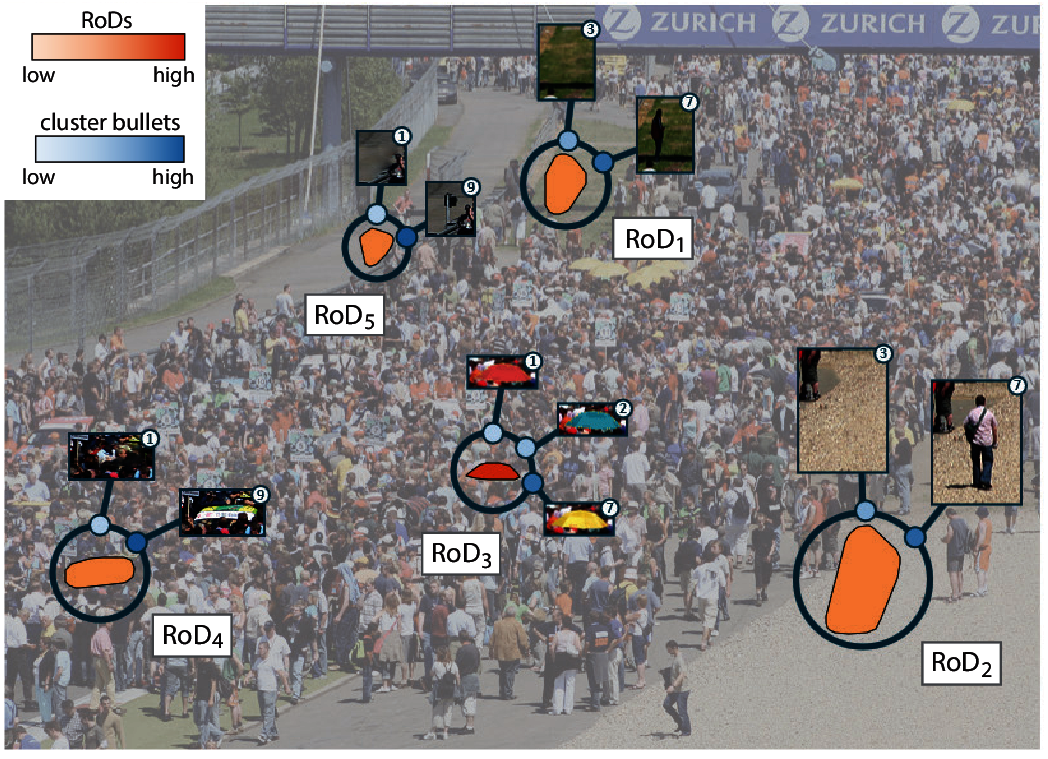 RoDs
low high
cluster bullets
low high
Z ZURICH Z ZURICH Z ZU
3
7
1
9
RoD1
RoD5
1
2
7
RoD3
3
7
1
9
RoD4
RoD2